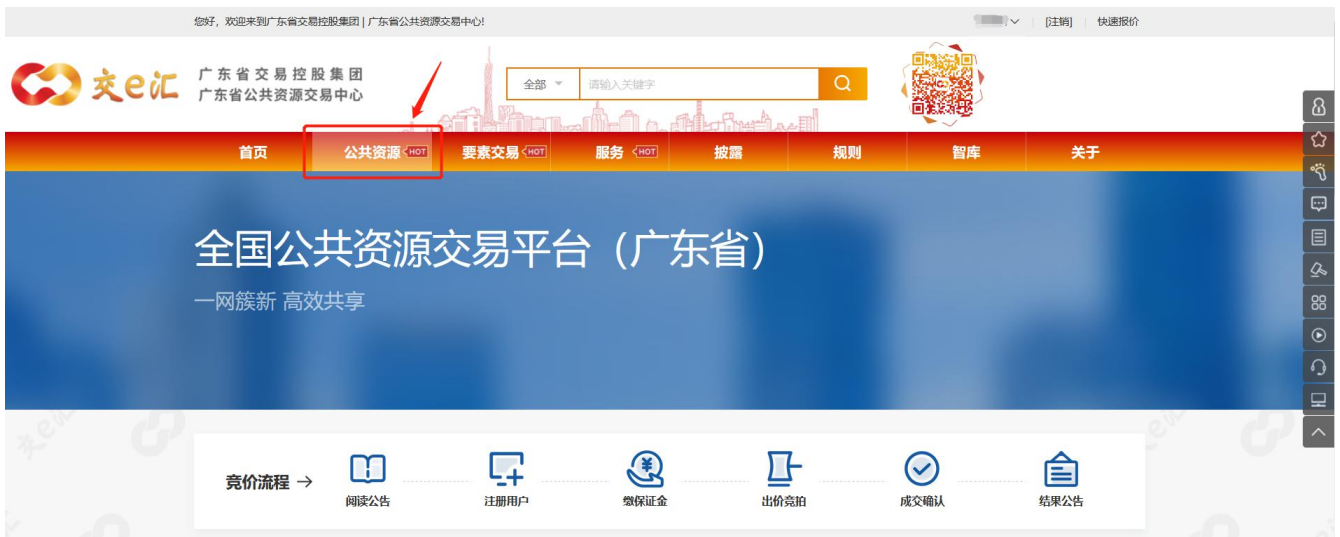 您好，欢迎来到广东省交易控股集团 | 广东省公共资源交易中心!
[注销]
快速报价
交e汇
广东省交易控股集团
广东省公共资源交易中心
全部
请输入关键字
首页
公共资源 HOT
要素交易 HOT
服务 HOT
披露
规则
智库
关于
全国公共资源交易平台（广东省）
一网簇新 高效共享
竞价流程 →
阅读公告
注册用户
缴保证金
出价竞拍
成交确认
结果公告
交e汇